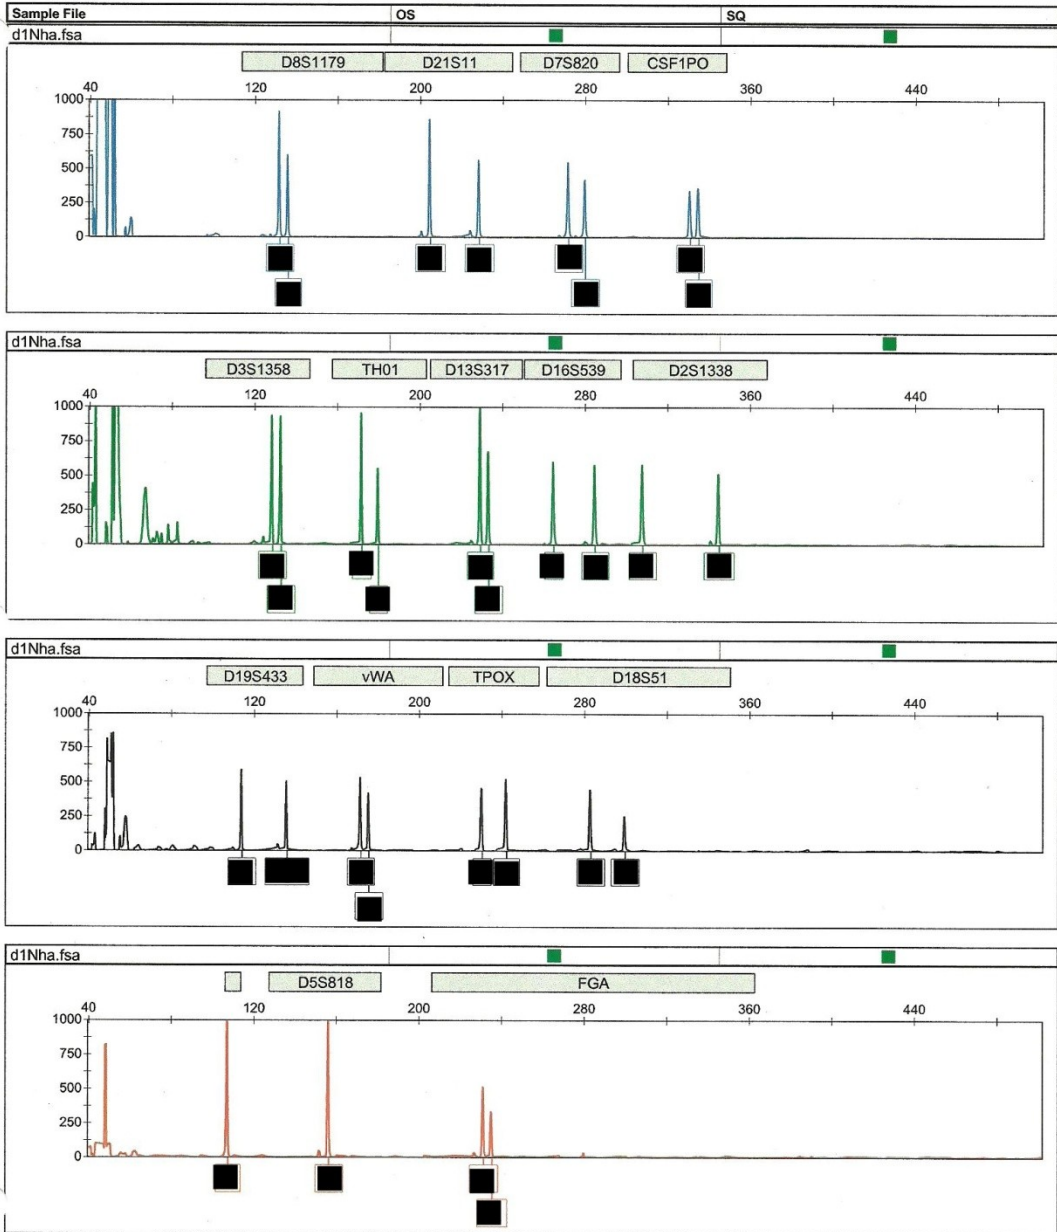 Sample File OS SQ
d1Nha.fsa
D8S1179 D21S11 D7S820 CSF1PO
40 120 200 280 360 440
1000
750
500
250
0
d1Nha.fsa
D3S1358 TH01 D13S317 D16S539 D2S1338
40 120 200 280 360 440
1000
750
500
250
0
d1Nha.fsa
D19S433 vWA TPOX D18S51
40 120 200 280 360 440
1000
750
500
250
0
d1Nha.fsa
D5S818 FGA
40 120 200 280 360 440
1000
750
500
250
0